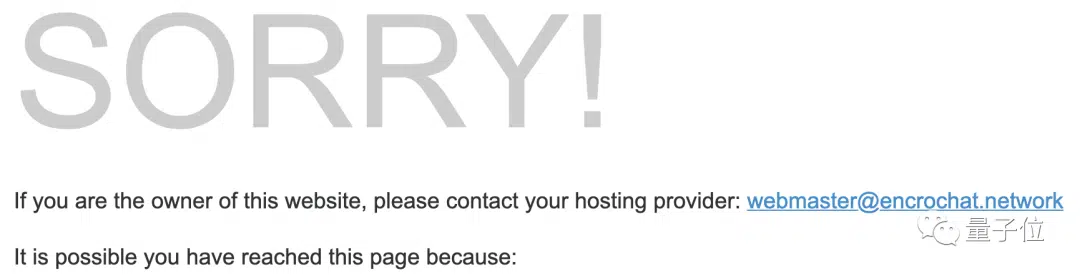 SORRY!
If you are the owner of this website, please contact your hosting provider: webmaster@encrochat.network
量子位
It is possible you have reached this page because: